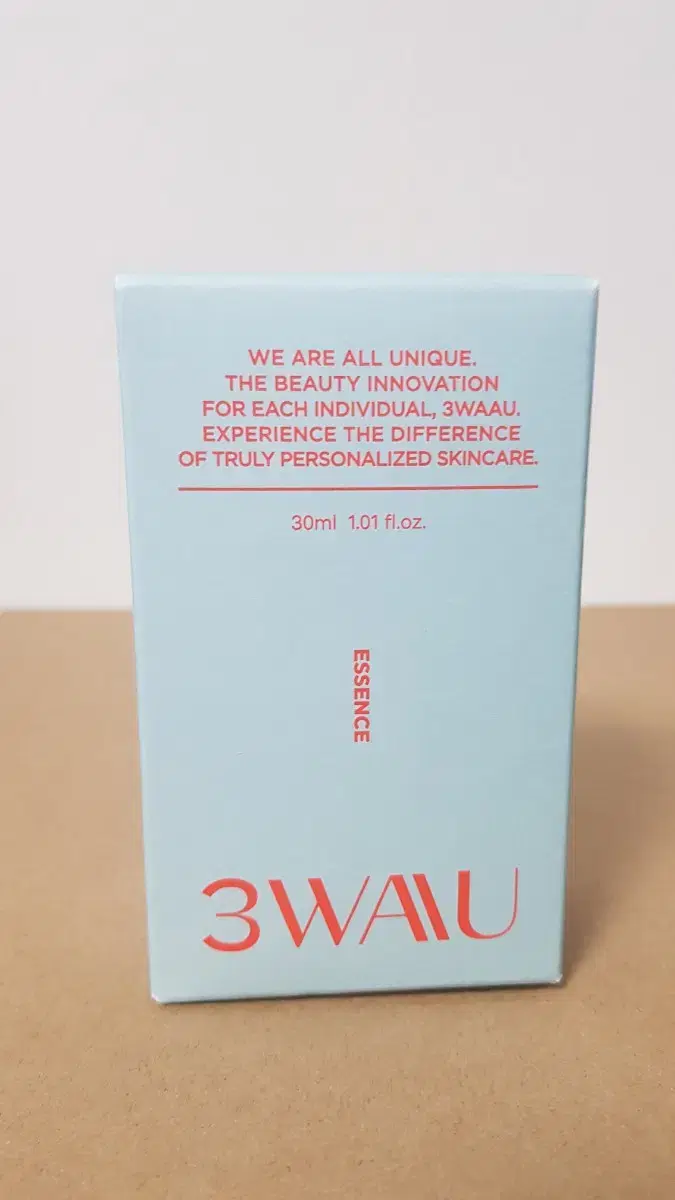 WE ARE ALL UNIQUE.
THE BEAUTY INNOVATION
FOR EACH INDIVIDUAL, 3WAAU.
EXPERIENCE THE DIFFERENCE
OF TRULY PERSONALIZED SKINCARE.
30ml 1.01 fl.oz.
ESSENCE
3WAAU